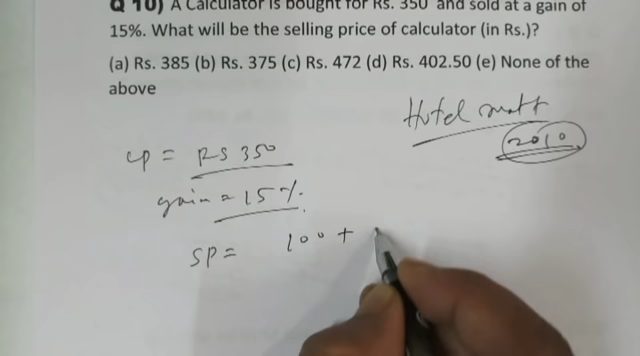 Q 10) A Calculator is bought for Rs. 350 and sold at a gain of
15%. What will be the selling price of calculator (in Rs.)?
(a) Rs. 385 (b) Rs. 375 (c) Rs. 472 (d) Rs. 402.50 (e) None of the
above
Hotel
2010
CP = RS 350
gain = 15%
SP = 100 +